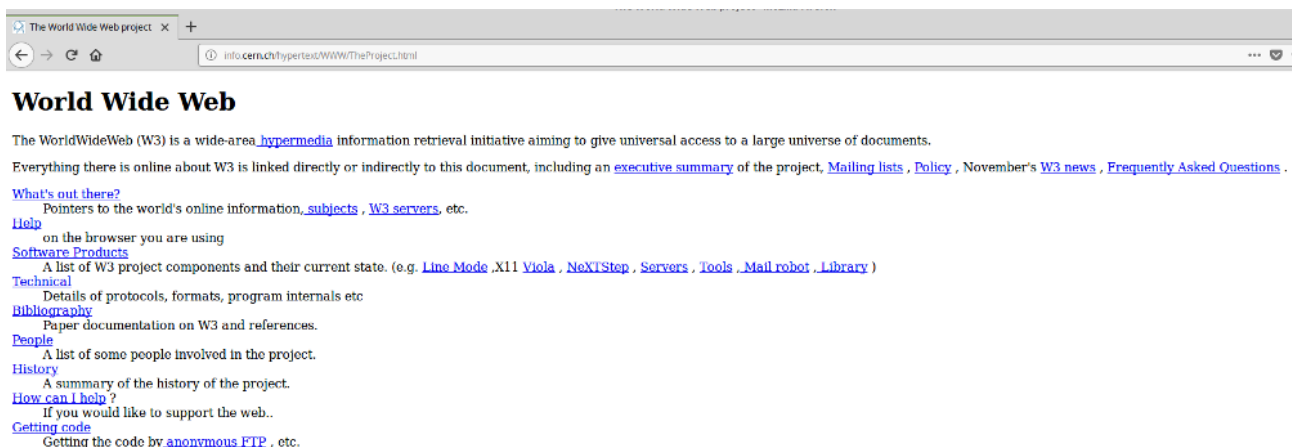 The World Wide Web project
info.cern.ch/hypertext/WWW/TheProject.html
World Wide Web
The WorldWideWeb (W3) is a wide-area hypermedia information retrieval initiative aiming to give universal access to a large universe of documents.
Everything there is online about W3 is linked directly or indirectly to this document, including an executive summary of the project, Mailing lists , Policy , November's W3 news , Frequently Asked Questions .
What's out there?
Pointers to the world's online information, subjects , W3 servers, etc.
Help
on the browser you are using
Software Products
A list of W3 project components and their current state. (e.g. Line Mode ,X11 Viola , NeXTStep , Servers , Tools , Mail robot , Library )
Technical
Details of protocols, formats, program internals etc
Bibliography
Paper documentation on W3 and references.
People
A list of some people involved in the project.
History
A summary of the history of the project.
How can I help ?
If you would like to support the web..
Getting code
Getting the code by anonymous FTP , etc.